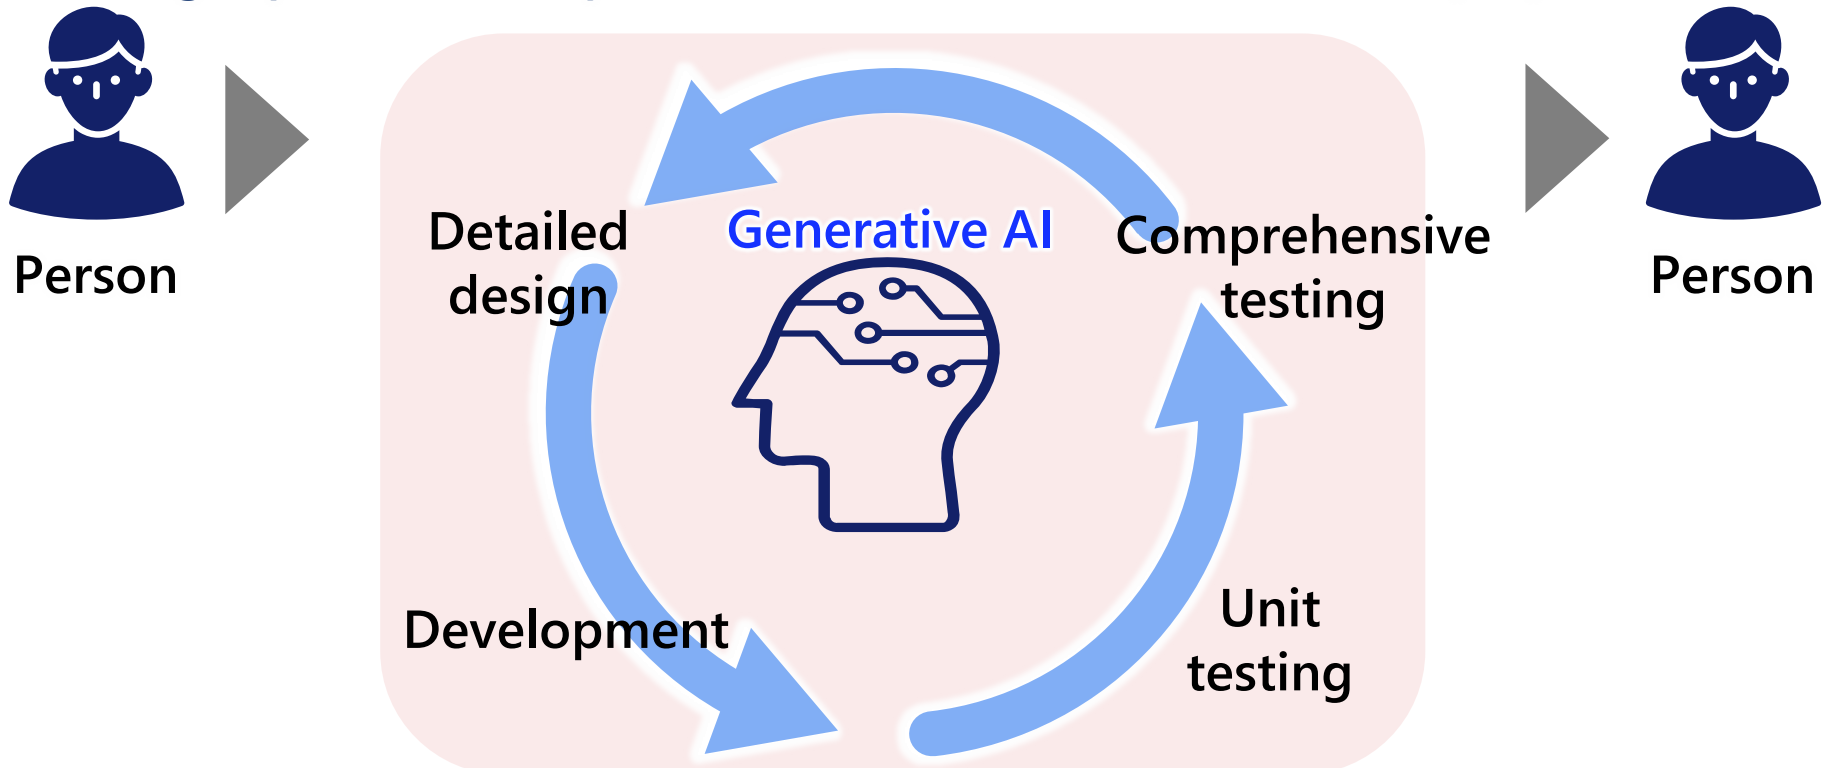 Person
Detailed
design
Generative AI
Comprehensive
testing
Person
Development
Unit
testing